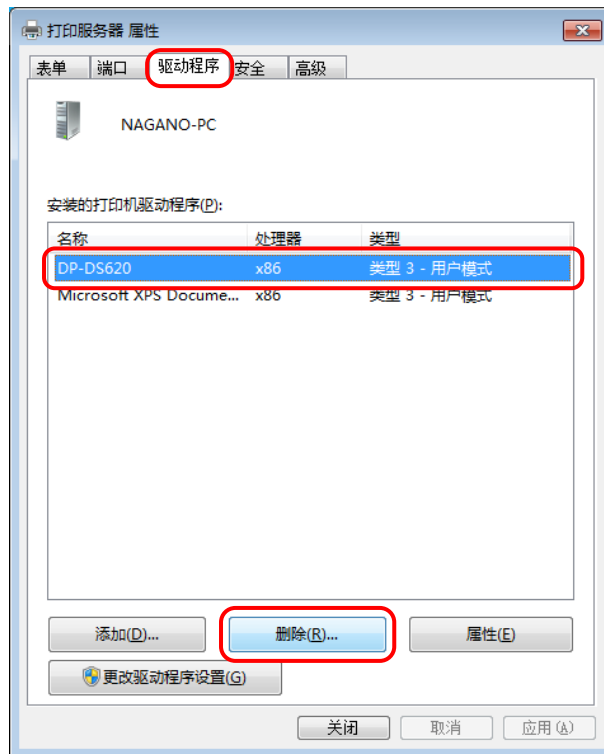 打印服务器 属性
表单 端口 驱动程序 安全 高级
NAGANO-PC
安装的打印机驱动程序(P):
名称 处理器 类型
DP-DS620 x86 类型 3 - 用户模式
Microsoft XPS Docume... x86 类型 3 - 用户模式
添加(D)... 删除(R)... 属性(E)
更改驱动程序设置(G)
关闭 取消 应用(A)